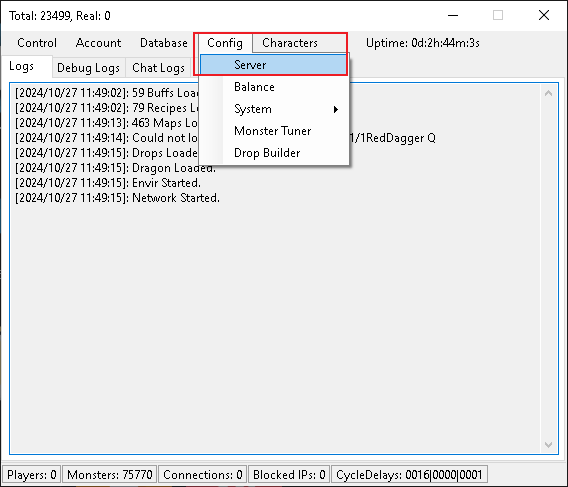 Total: 23499, Real: 0
Control Account Database Config Characters Uptime: 0d:2h:44m:3s
Logs Debug Logs Chat Logs
Server
Balance
System
Monster Tuner
Drop Builder
[2024/10/27 11:49:02]: 59 Buffs Loa
[2024/10/27 11:49:02]: 79 Recipes Lo
[2024/10/27 11:49:13]: 463 Maps Lo
[2024/10/27 11:49:14]: Could not lo 1/1RedDagger Q
[2024/10/27 11:49:15]: Drops Loade
[2024/10/27 11:49:15]: Dragon Loaded.
[2024/10/27 11:49:15]: Envir Started.
[2024/10/27 11:49:15]: Network Started.
Players: 0 Monsters: 75770 Connections: 0 Blocked IPs: 0 CycleDelays: 0016|0000|0001